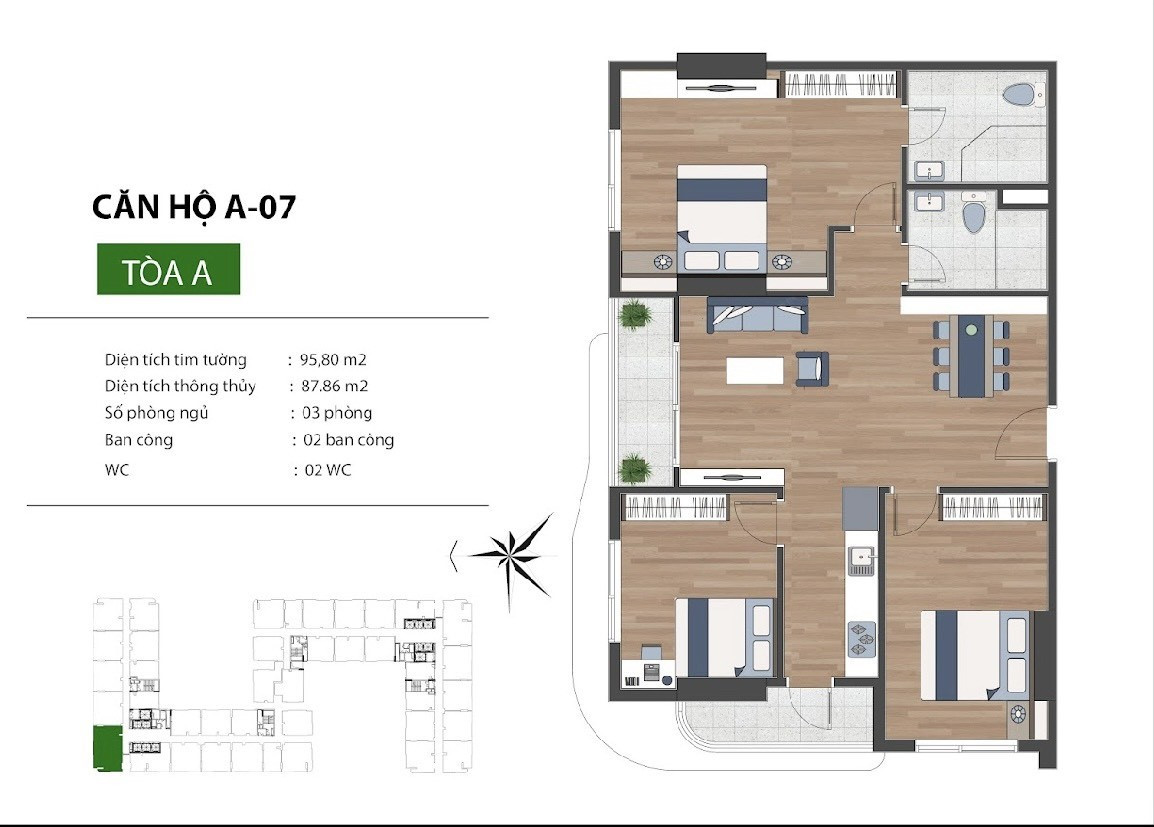 CĂN HỘ A-07
TÒA A
Diện tích tim tường : 95,80 m2
Diện tích thông thủy : 87.86 m2
Số phòng ngủ : 03 phòng
Ban công : 02 ban công
WC : 02 WC